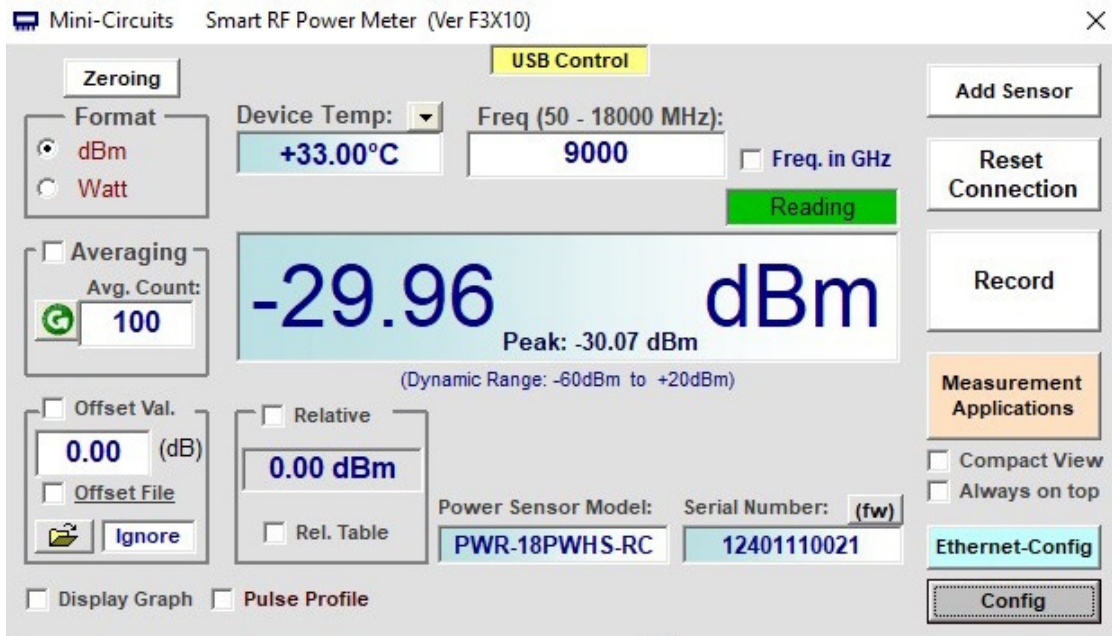 Mini-Circuits Smart RF Power Meter (Ver F3X10)
USB Control
Zeroing
Format
dBm
Watt
Device Temp:
+33.00°C
Freq (50 - 18000 MHz):
9000
Freq. in GHz
Reading
Averaging
Avg. Count:
100
-29.96 dBm
Peak: -30.07 dBm
(Dynamic Range: -60dBm to +20dBm)
Offset Val.
0.00 (dB)
Offset File
Ignore
Relative
0.00 dBm
Rel. Table
Power Sensor Model:
PWR-18PWHS-RC
Serial Number: (fw)
12401110021
Display Graph
Pulse Profile
Add Sensor
Reset
Connection
Record
Measurement
Applications
Compact View
Always on top
Ethernet-Config
Config